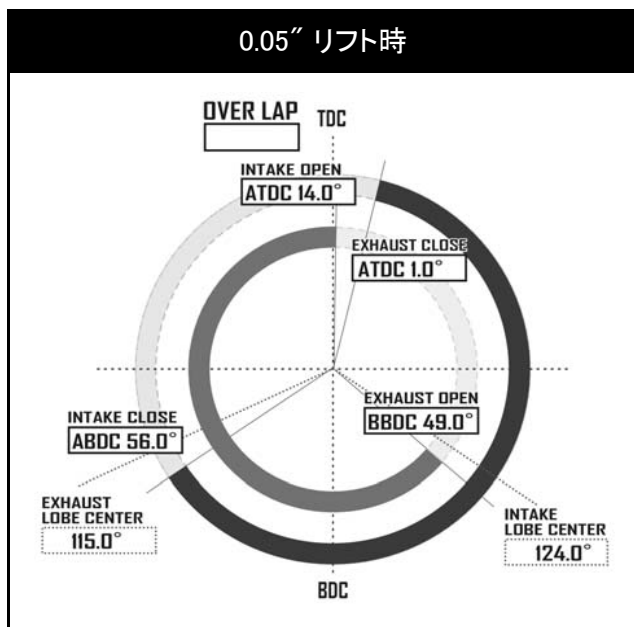 0.05″ リフト時
OVER LAP
TDC
INTAKE OPEN
ATDC 14.0°
EXHAUST CLOSE
ATDC 1.0°
EXHAUST OPEN
BBDC 49.0°
INTAKE CLOSE
ABDC 56.0°
EXHAUST
LOBE CENTER
115.0°
INTAKE
LOBE CENTER
124.0°
BDC